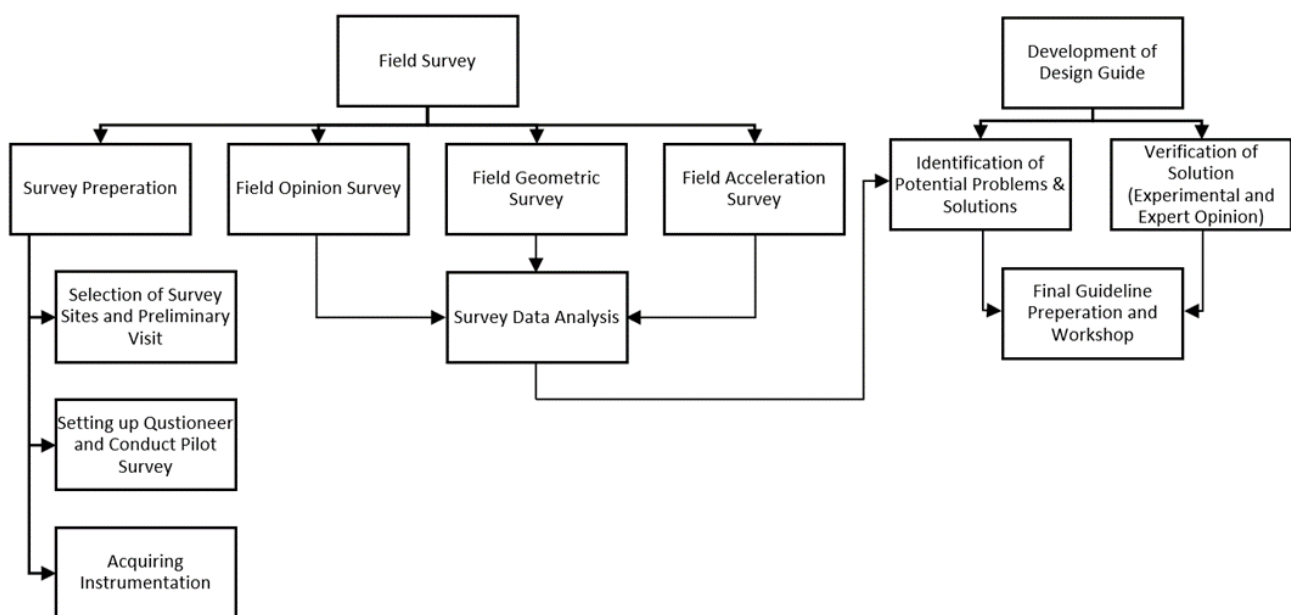 Field Survey
Development of
Design Guide
Survey Preperation
Field Opinion Survey
Field Geometric
Survey
Field Acceleration
Survey
Identification of
Potential Problems &
Solutions
Verification of
Solution
(Experimental and
Expert Opinion)
Selection of Survey
Sites and Preliminary
Visit
Survey Data Analysis
Final Guideline
Preperation and
Workshop
Setting up Qustioneer
and Conduct Pilot
Survey
Acquiring
Instrumentation